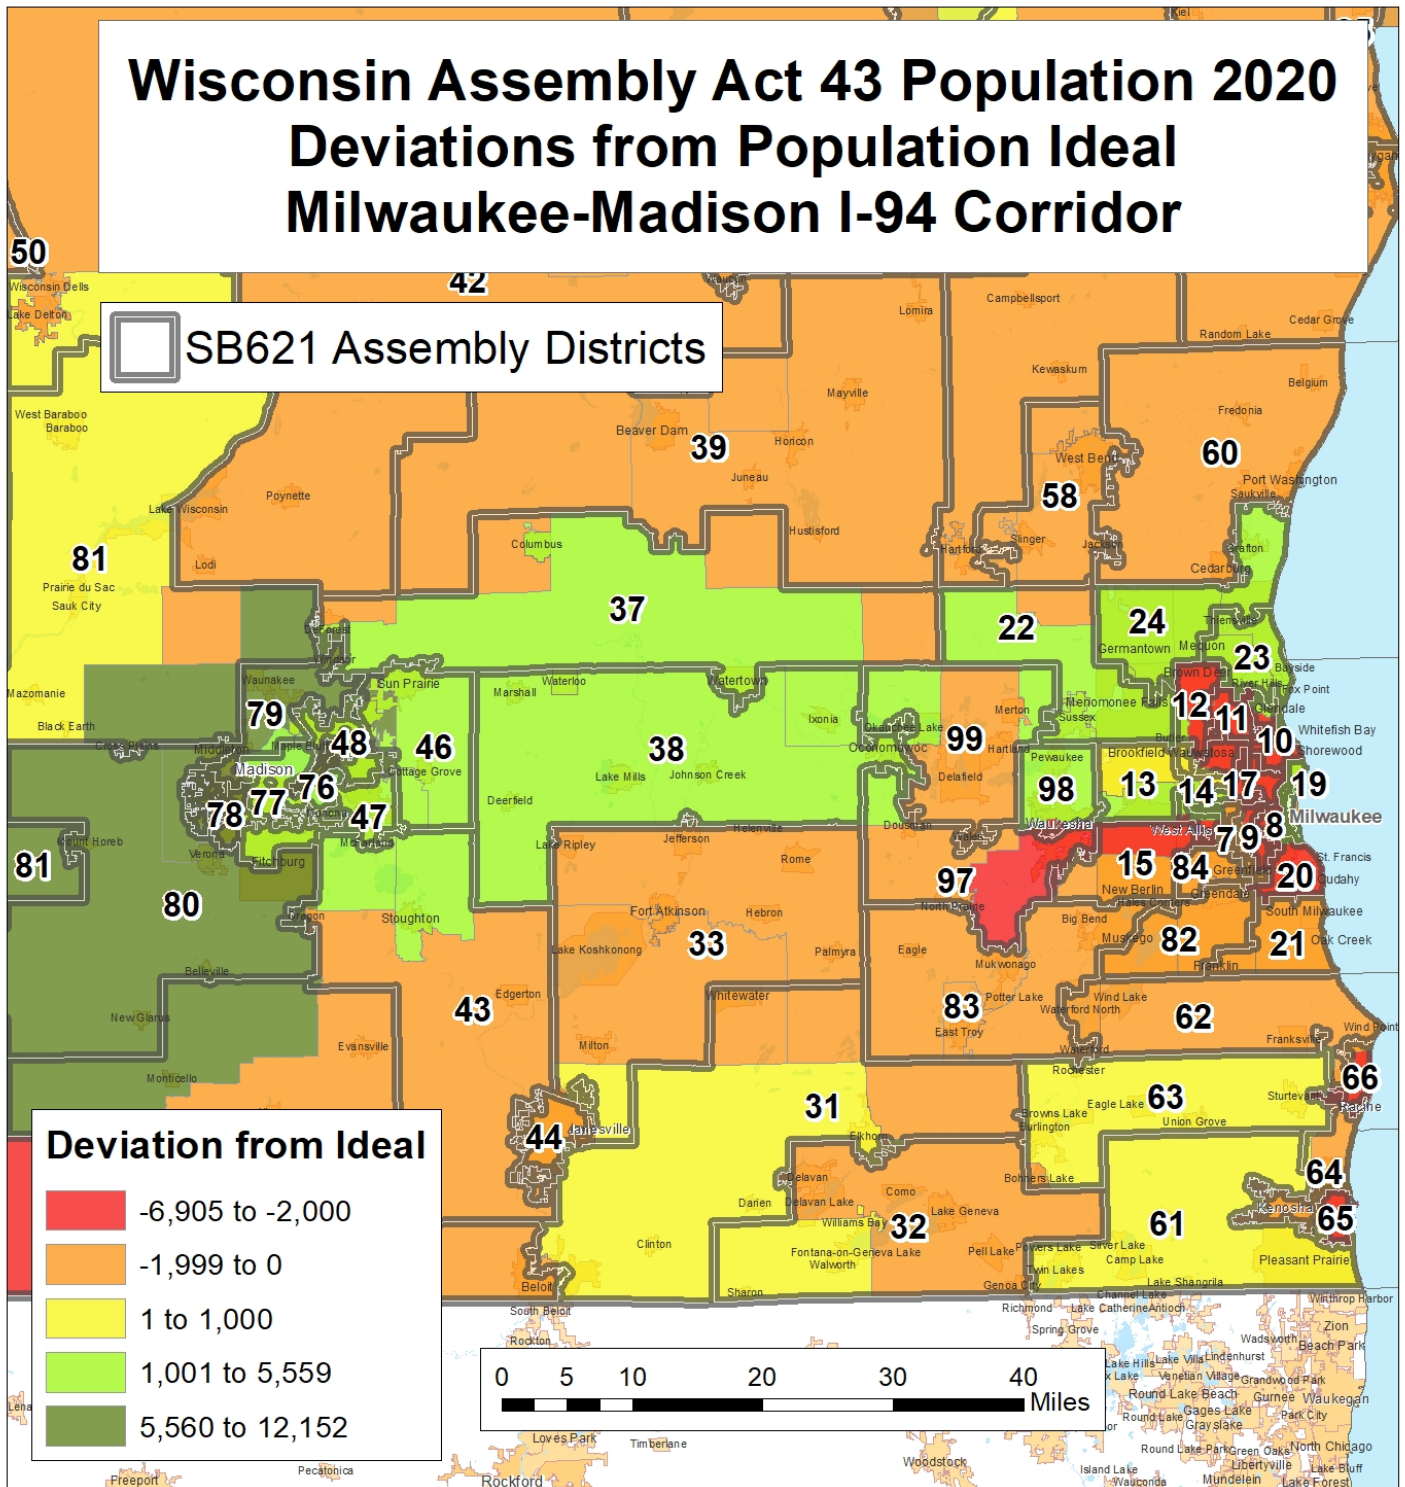 Kiel
Wisconsin Assembly Act 43 Population 2020
Deviations from Population Ideal
Milwaukee-Madison I-94 Corridor
50
Wisconsin Dells
Lake Delton
42
Lomira
Campbellsport
Cedar Grove
Random Lake
SB621 Assembly Districts
Kewaskum
Belgium
Mayville
West Baraboo
Baraboo
Beaver Dam
39
Horicon
Fredonia
60
West Bend
Juneau
58
Port Washington
Saukville
Poynette
Lake Wisconsin
Hustisford
Slinger
Hartford
Jackson
Columbus
Grafton
81
Lodi
Cedarburg
Prairie du Sac
Sauk City
37
22
24
Thiensville
DeForest
Windsor
Germantown
Mequon
23
Bayside
Waunakee
Sun Prairie
Marshall
Waterloo
Watertown
Brown Deer
River Hills
Fox Point
Mazomanie
Black Earth
79
48
46
38
Ixonia
Okauchee Lake
99
Merton
Menomonee Falls
Sussex
12
11
Glendale
10
Whitefish Bay
Shorewood
Cross Plains
Middleton
Maple Bluff
Oconomowoc
Hartland
Butler
Brookfield
Wauwatosa
Pewaukee
Madison
Cottage Grove
Lake Mills
Johnson Creek
Delafield
98
13
14
17
19
78
77
76
47
Deerfield
Monona
McFarland
Dousman
Waukesha
West Allis
7
9
8
Milwaukee
Mount Horeb
Verona
Fitchburg
Lake Ripley
Jefferson
Helenville
Wales
81
80
Rome
97
15
84
Greenfield
20
St. Francis
Cudahy
New Berlin
Hales Corners
Greendale
Oregon
Stoughton
Fort Atkinson
Hebron
North Prairie
Big Bend
South Milwaukee
33
Lake Koshkonong
Palmyra
Eagle
Muskego
82
21
Oak Creek
Belleville
Mukwonago
Franklin
Edgerton
43
Whitewater
83
Potter Lake
Wind Lake
Waterford North
62
New Glarus
East Troy
Wind Point
Evansville
Milton
Franksville
Waterford
Monticello
Rochester
66
31
63
Eagle Lake
Sturtevant
Racine
Browns Lake
Burlington
Union Grove
44
Janesville
Elkhorn
Deviation from Ideal
-6,905 to -2,000
-1,999 to 0
1 to 1,000
1,001 to 5,559
5,560 to 12,152
Delavan
Bohners Lake
64
Darien
Delavan Lake
Como
Lake Geneva
Kenosha
65
Williams Bay
32
61
Clinton
Fontana-on-Geneva Lake
Walworth
Pell Lake
Powers Lake
Silver Lake
Camp Lake
Pleasant Prairie
Twin Lakes
Beloit
Sharon
Genoa City
Lake Shangrila
South Beloit
Channel Lake
Winthrop Harbor
Richmond
Lake Catherine
Antioch
Rockton
Spring Grove
Zion
Wadsworth
Beach Park
0 5 10 20 30 40
Miles
Lake Villa
Lindenhurst
Venetian Village
Grandwood Park
Round Lake Beach
Gurnee
Waukegan
Lena
Gages Lake
Round Lake
Grayslake
Park City
Loves Park
Timberlane
Round Lake Park
Green Oaks
North Chicago
Woodstock
Libertyville
Lake Bluff
Pecatonica
Island Lake
Freeport
Rockford
Wauconda
Mundelein
Lake Forest